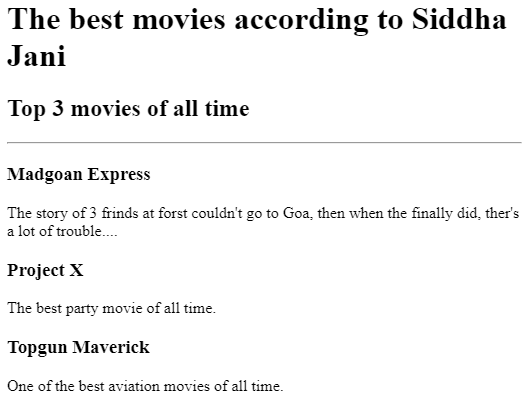 The best movies according to Siddha
Jani
Top 3 movies of all time
Madgoan Express
The story of 3 frinds at forst couldn't go to Goa, then when the finally did, ther's
a lot of trouble....
Project X
The best party movie of all time.
Topgun Maverick
One of the best aviation movies of all time.